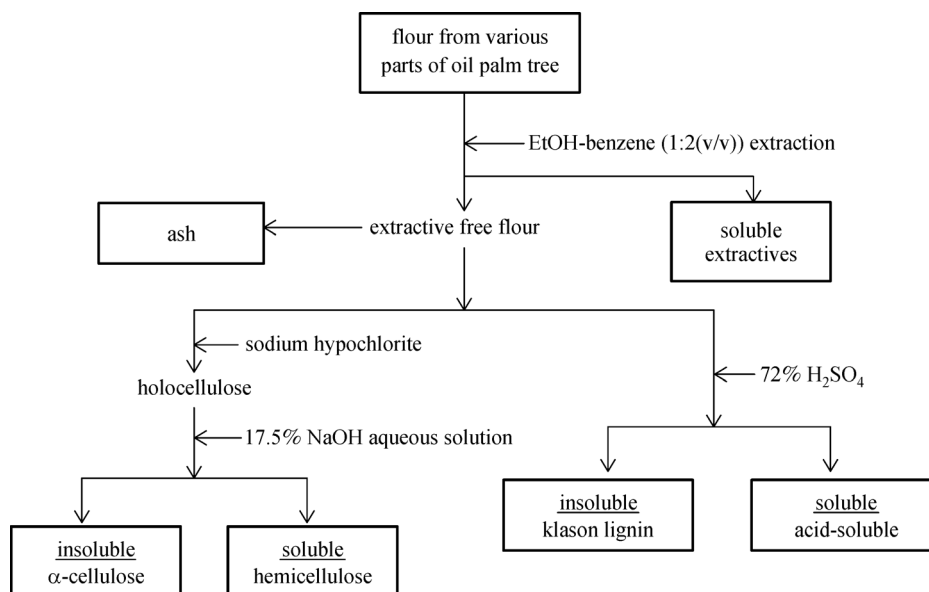 flour from various
parts of oil palm tree
EtOH-benzene (1:2(v/v)) extraction
ash
extractive free flour
soluble
extractives
sodium hypochlorite
holocellulose
72% H₂SO₄
17.5% NaOH aqueous solution
insoluble
klason lignin
soluble
acid-soluble
insoluble
α-cellulose
soluble
hemicellulose